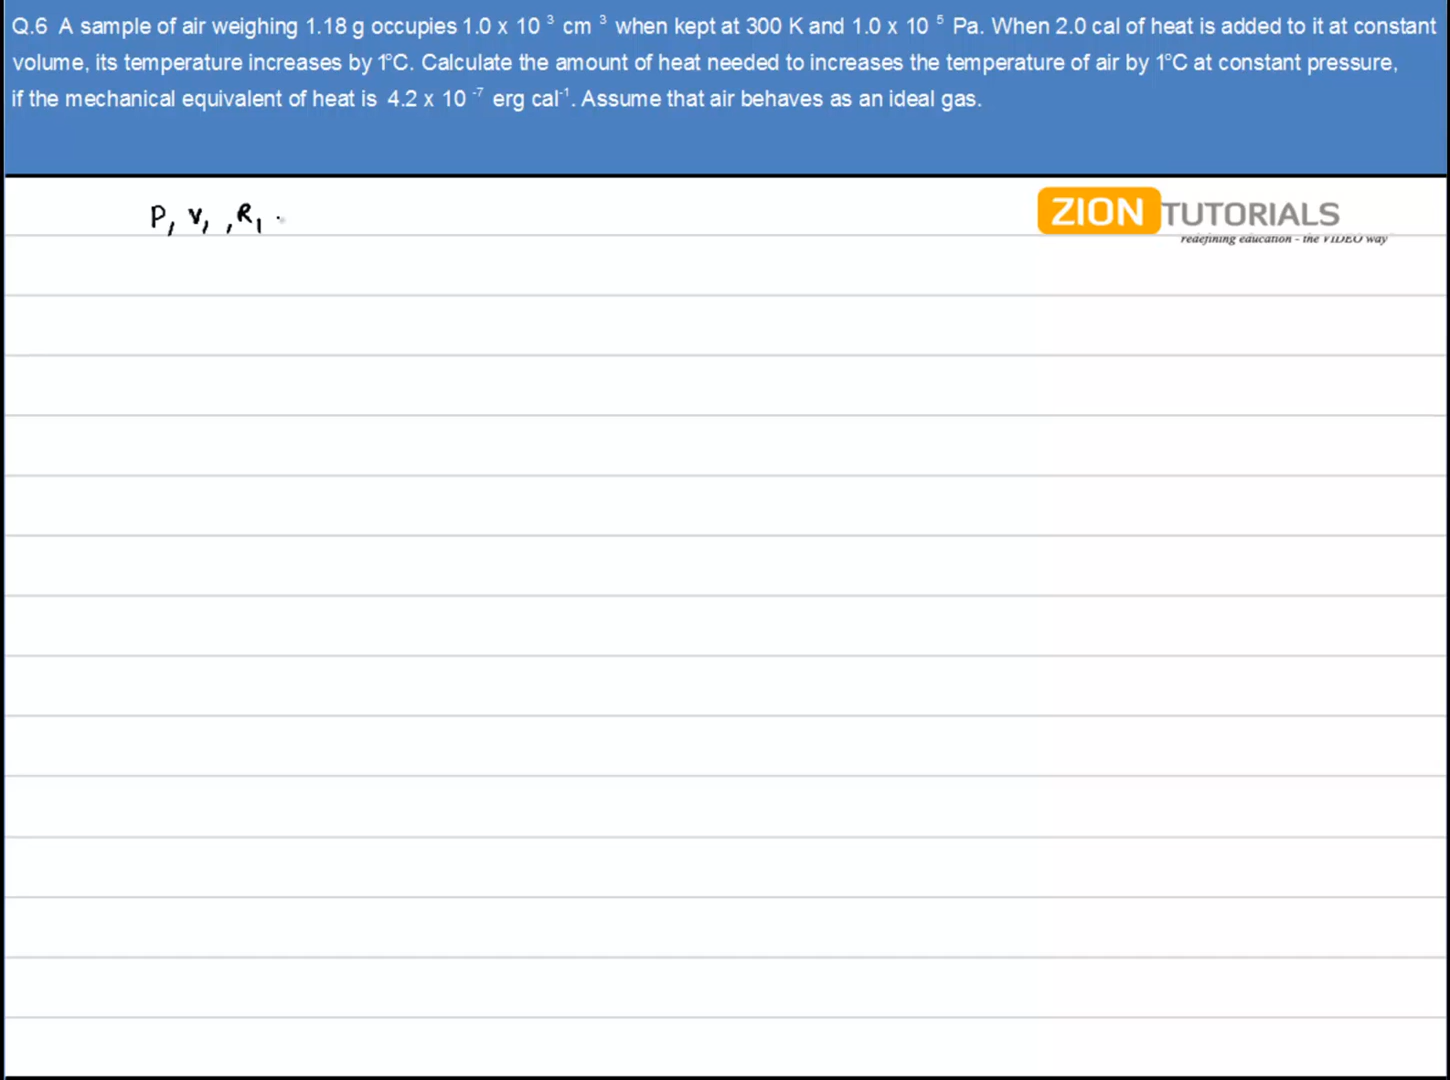 Q.6 A sample of air weighing 1.18 g occupies 1.0 x 10 ³ cm ³ when kept at 300 K and 1.0 x 10 ⁵ Pa. When 2.0 cal of heat is added to it at constant
volume, its temperature increases by 1°C. Calculate the amount of heat needed to increases the temperature of air by 1°C at constant pressure,
if the mechanical equivalent of heat is 4.2 x 10 ⁻⁷ erg cal⁻¹. Assume that air behaves as an ideal gas.
P, V, , R₁
ZION TUTORIALS
redefining education - the VIDEO way